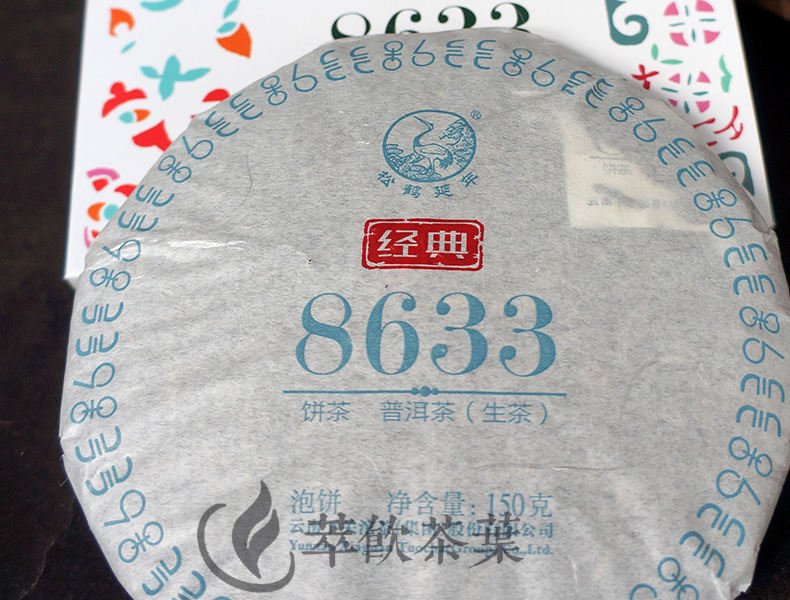 8633
松鶴延年
®
经典
8633
饼茶 普洱茶（生茶）
泡饼 净含量：150克
萃飲茶葉